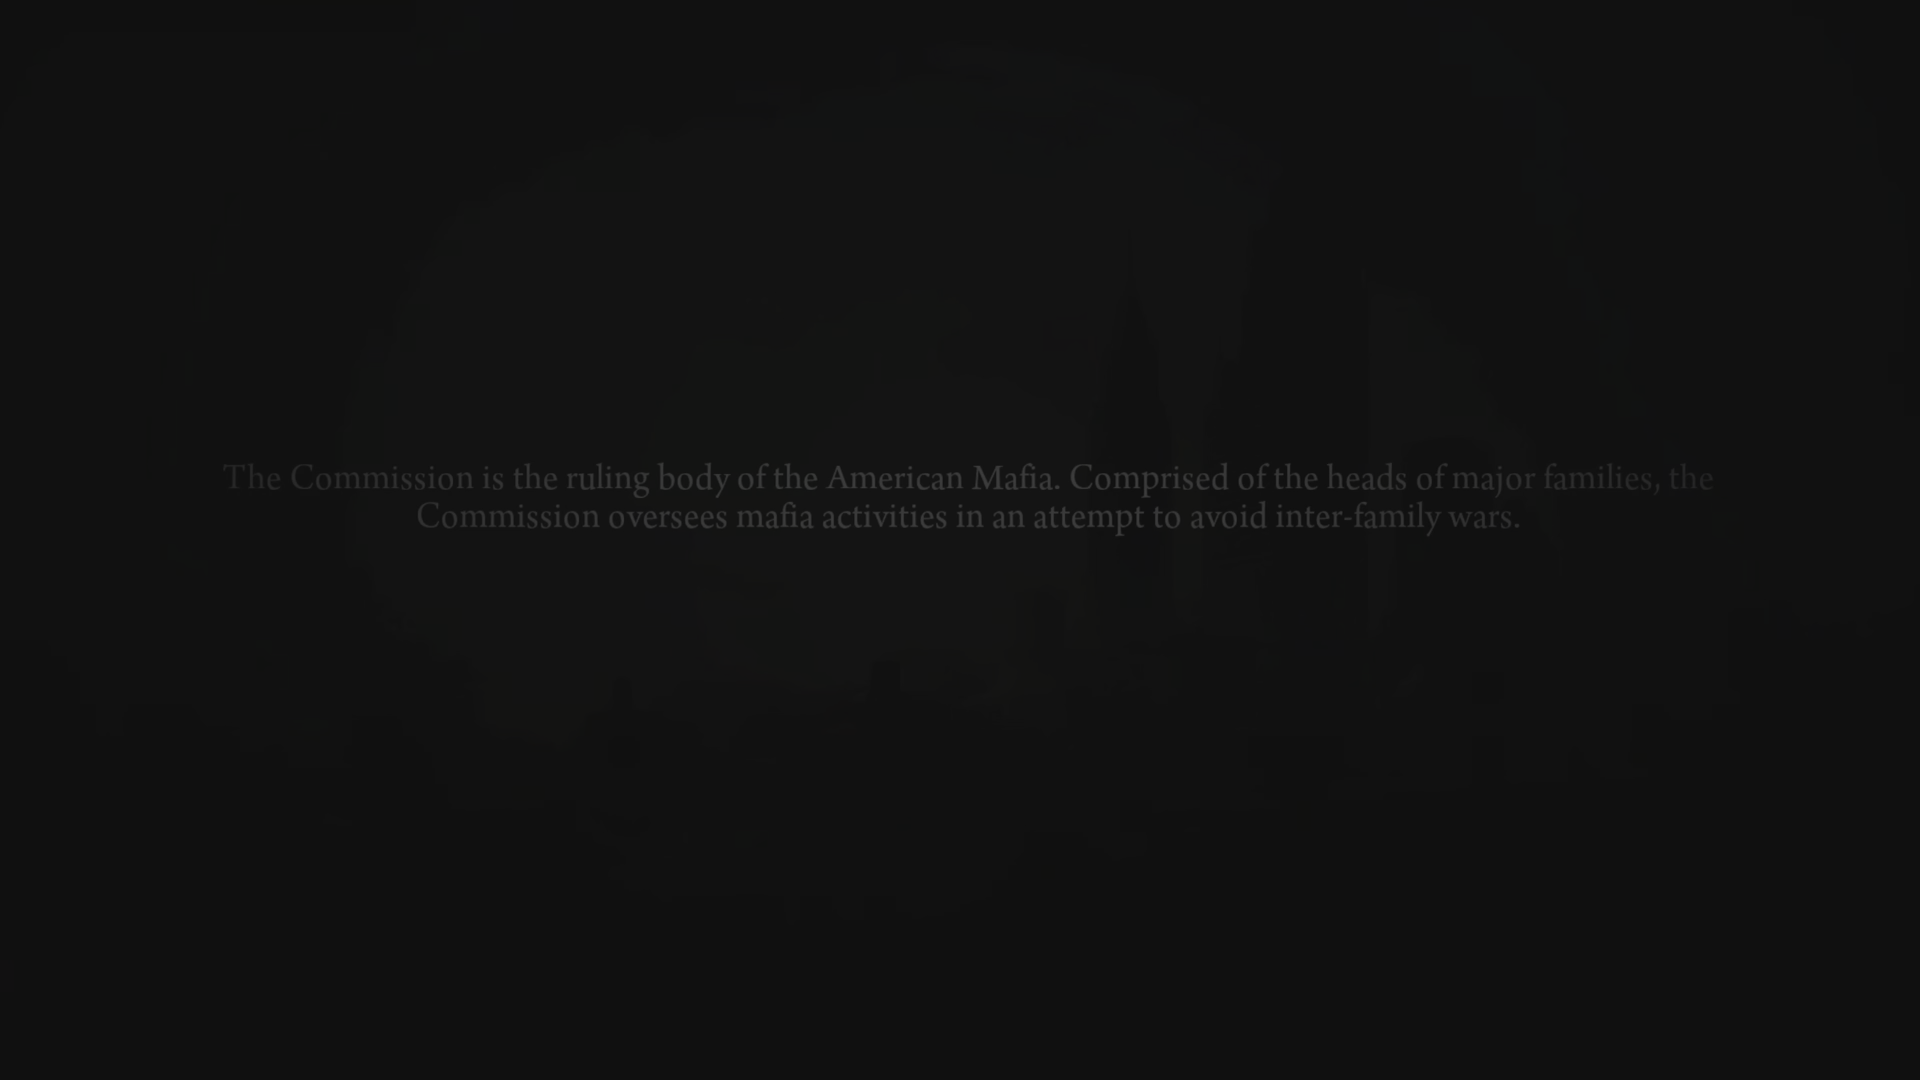 The Commission is the ruling body of the American Mafia. Comprised of the heads of major families, the
Commission oversees mafia activities in an attempt to avoid inter-family wars.